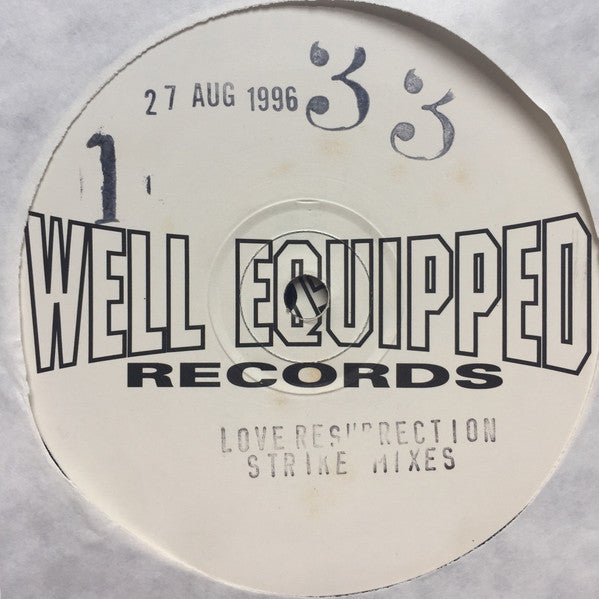 27 AUG 1996
33
1
WELL EQUIPPED
RECORDS
LOVE RESURRECTION
STRIKE MIXES